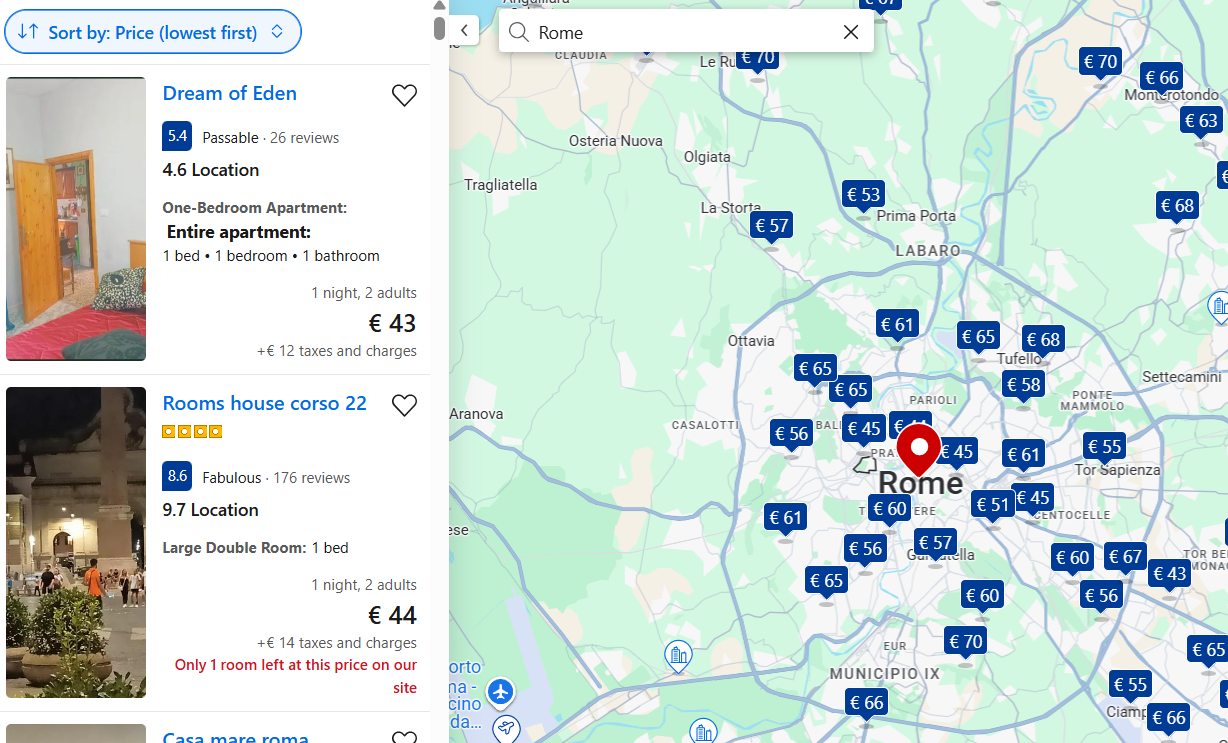 Sort by: Price (lowest first)
Dream of Eden
5.4 Passable · 26 reviews
4.6 Location
One-Bedroom Apartment:
Entire apartment:
1 bed • 1 bedroom • 1 bathroom
1 night, 2 adults
€ 43
+€ 12 taxes and charges
Rooms house corso 22
8.6 Fabulous · 176 reviews
9.7 Location
Large Double Room: 1 bed
1 night, 2 adults
€ 44
+€ 14 taxes and charges
Only 1 room left at this price on our
site
Casa mare roma
Rome
CLAUDIA
€ 70
€ 70
€ 66
Monterotondo
€ 63
Osteria Nuova
Olgiata
Tragliatella
€ 53
€ 68
La Storta
Prima Porta
€ 57
LABARO
€ 61
€ 65
€ 68
Ottavia
Tufello
€ 65
€ 65
€ 58
Settecamini
PARIOLI
PONTE
MAMMOLO
Aranova
CASALOTTI
€ 56
€ 45
€ 45
€ 61
€ 55
Tor Sapienza
Rome
€ 60
€ 51
€ 45
€ 61
€ 56
€ 57
€ 60
€ 67
€ 43
€ 65
€ 60
€ 56
€ 70
EUR
MUNICIPIO IX
€ 65
€ 66
€ 55
€ 66